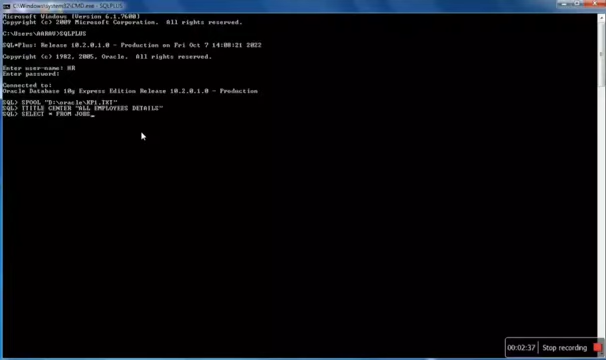 C:\Windows\system32\CMD.exe - SQLPLUS
Microsoft Windows [Version 6.1.7600]
Copyright (c) 2009 Microsoft Corporation.  All rights reserved.
C:\Users\AARAV>SQLPLUS
SQL*Plus: Release 10.2.0.1.0 - Production on Fri Oct 7 14:08:21 2022
Copyright (c) 1982, 2005, Oracle.  All rights reserved.
Enter user-name: HR
Enter password:
Connected to:
Oracle Database 10g Express Edition Release 10.2.0.1.0 - Production
SQL> SPOOL "D:\oracle\XP1.TXT"
SQL> TTITLE CENTER "ALL EMPLOYEES DETAILS"
SQL> SELECT * FROM JOBS_
00:02:37 Stop recording